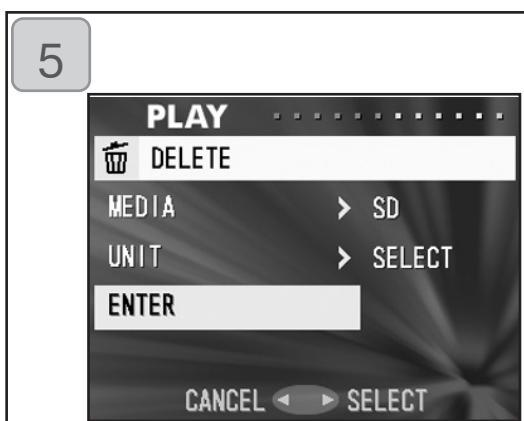 5
PLAY
DELETE
MEDIA > SD
UNIT > SELECT
ENTER
CANCEL ◄ ► SELECT